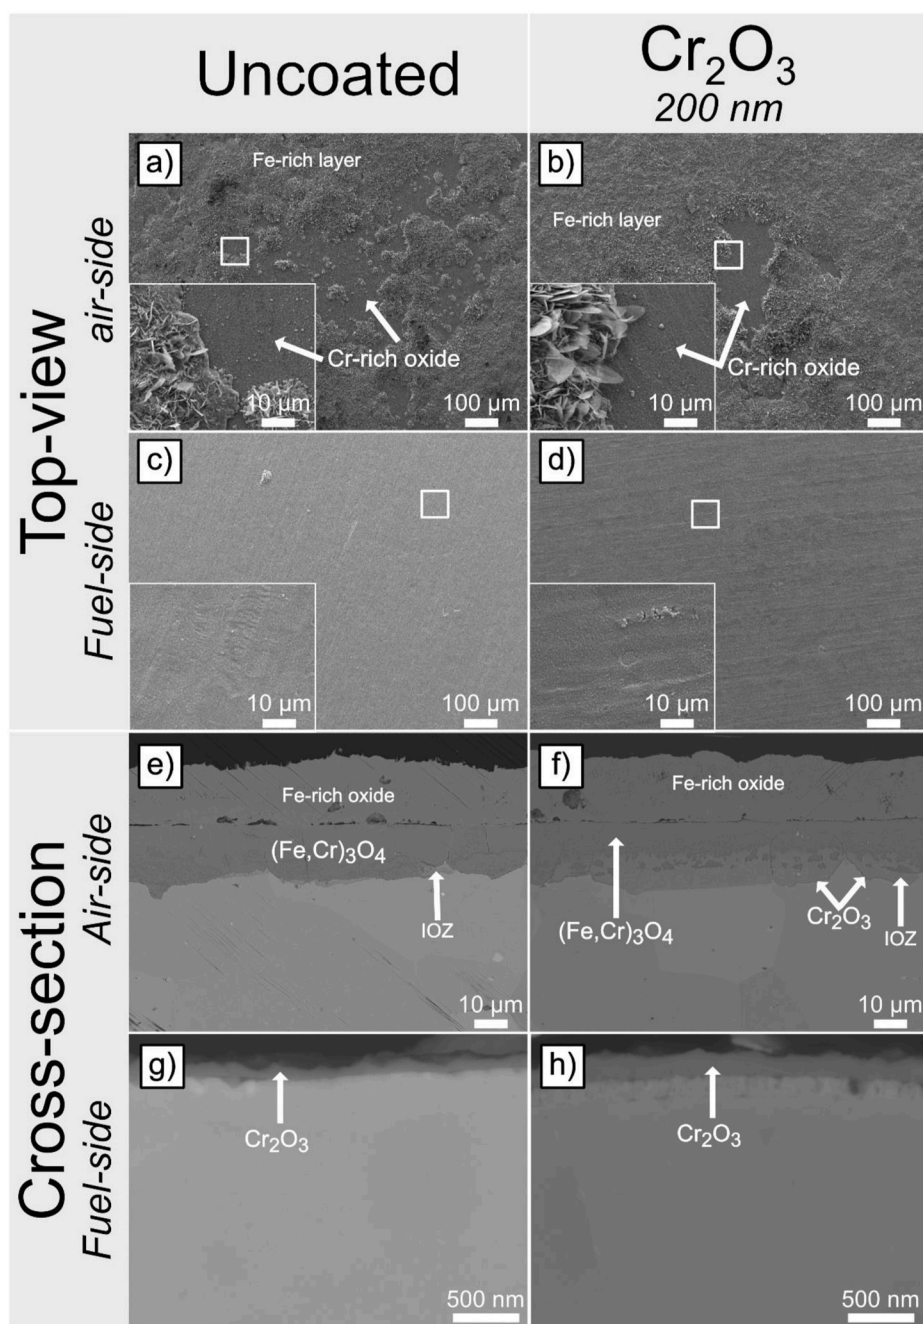 Uncoated
Cr₂O₃
200 nm
Top-view
air-side
Fuel-side
a)
Fe-rich layer
Cr-rich oxide
10 µm
100 µm
b)
Fe-rich layer
Cr-rich oxide
10 µm
100 µm
c)
10 µm
100 µm
d)
10 µm
100 µm
Cross-section
Air-side
Fuel-side
e)
Fe-rich oxide
(Fe,Cr)₃O₄
IOZ
10 µm
f)
Fe-rich oxide
(Fe,Cr)₃O₄
Cr₂O₃
IOZ
10 µm
g)
Cr₂O₃
500 nm
h)
Cr₂O₃
500 nm